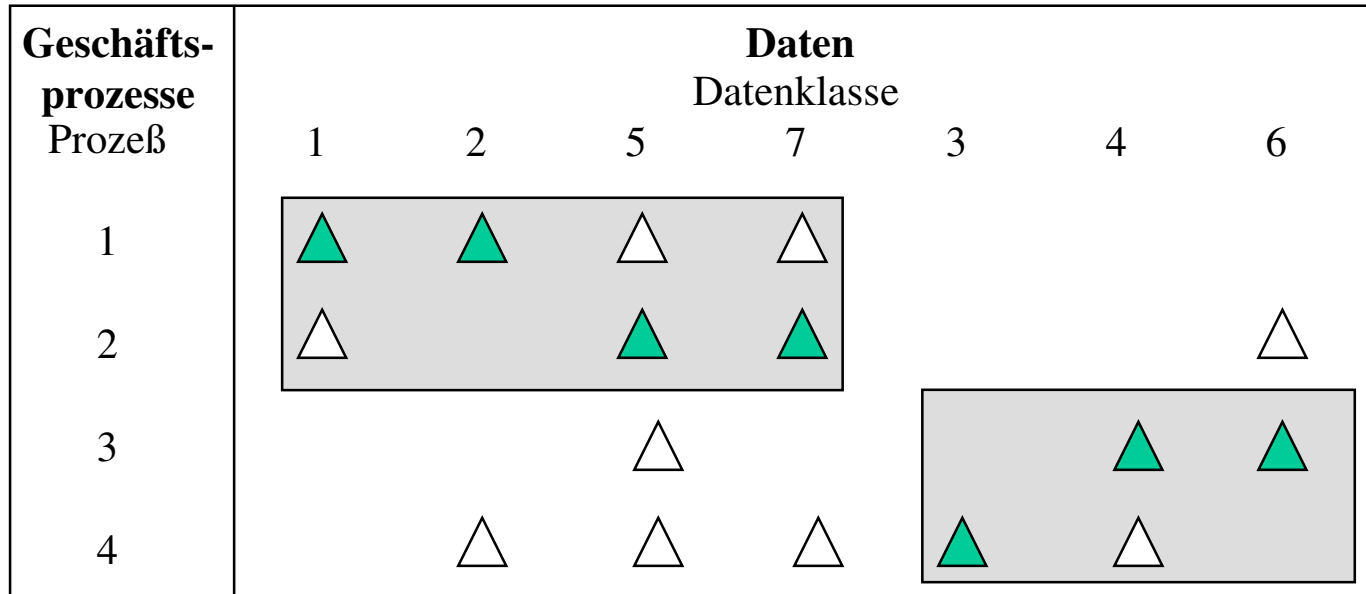 Geschäfts-
prozesse
Prozeß
Daten
Datenklasse
1 2 5 7 3 4 6
1
2
3
4